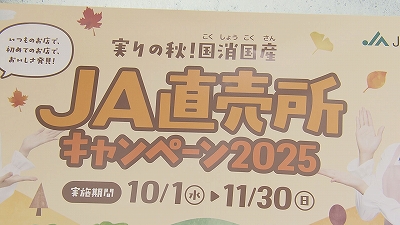 いつものお店で、
初めてのお店で、
おいしさ発見!
こく しょう こく さん
実りの秋!国消国産
JA
JA直売所
キャンペーン2025
実施期間 10/1水▶11/30日